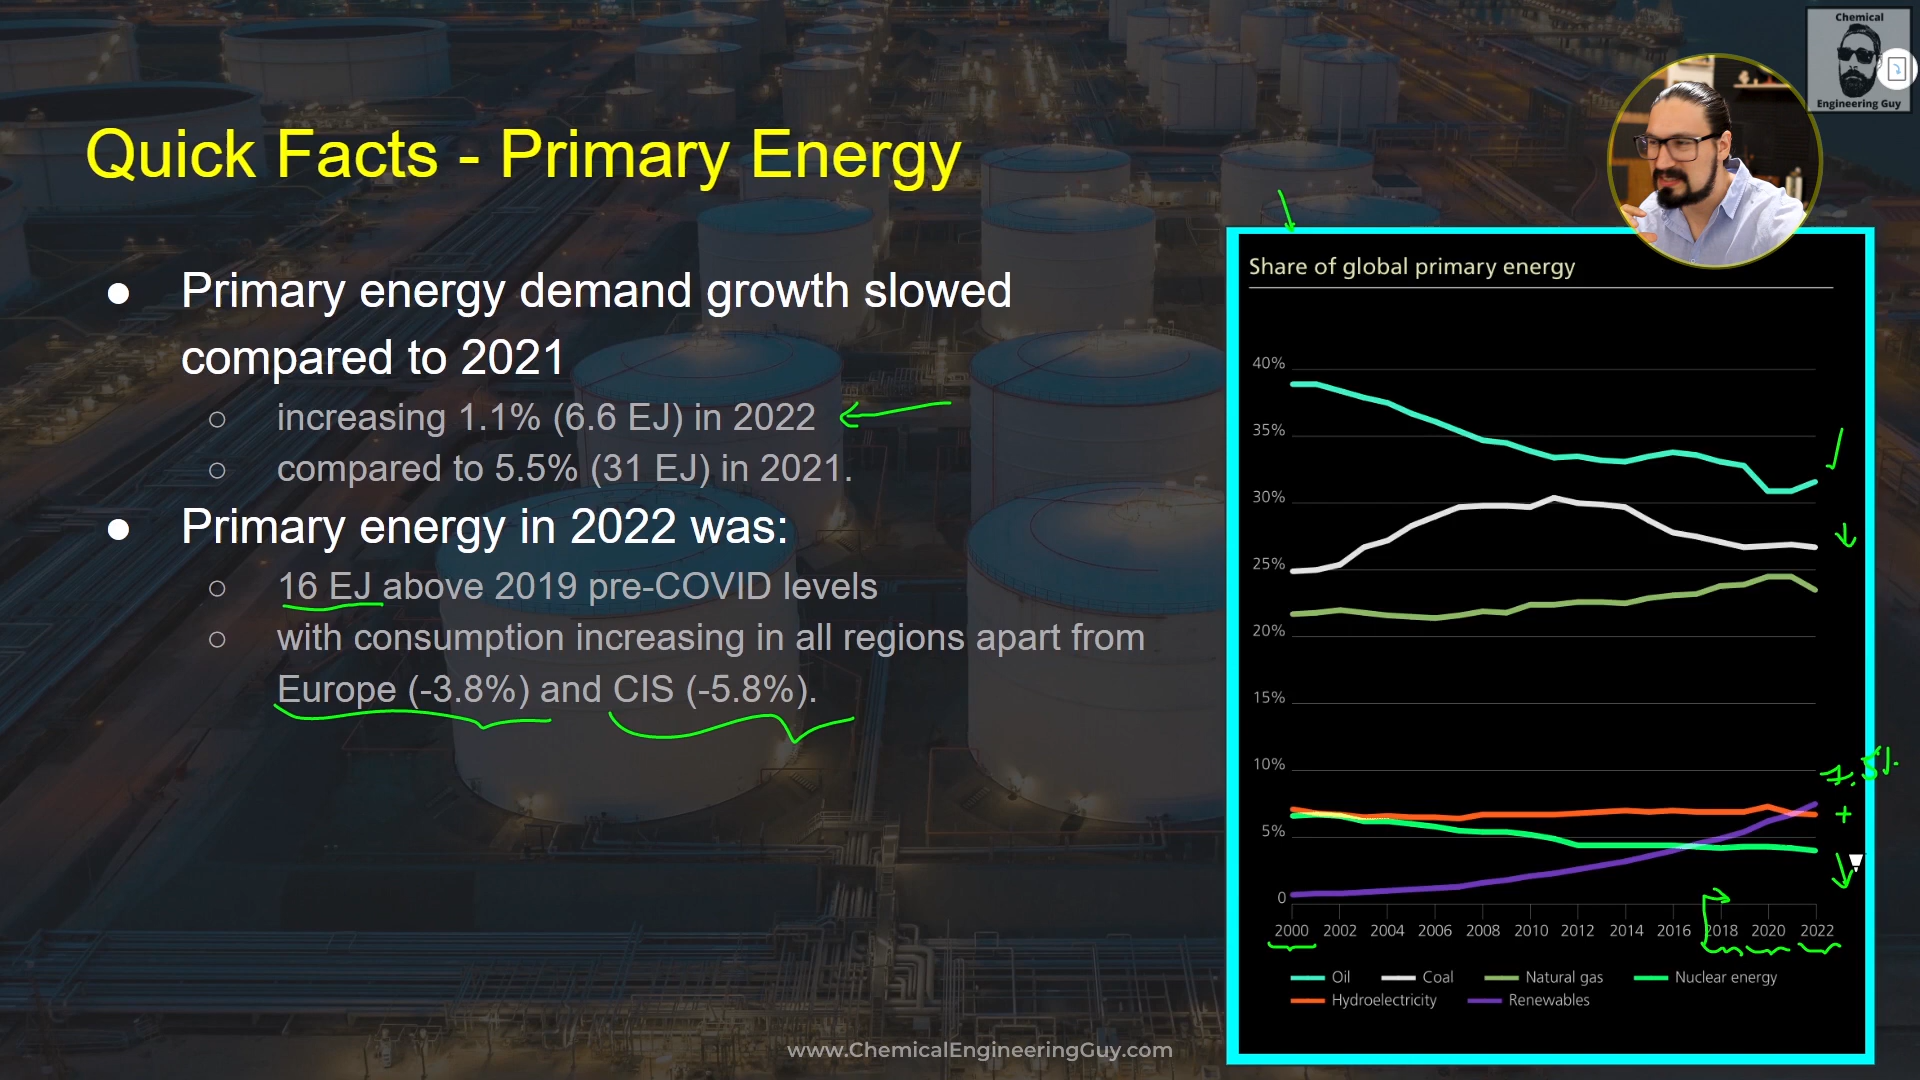 Chemical
Engineering Guy
Quick Facts - Primary Energy
● Primary energy demand growth slowed
compared to 2021
○ increasing 1.1% (6.6 EJ) in 2022
○ compared to 5.5% (31 EJ) in 2021.
● Primary energy in 2022 was:
○ 16 EJ above 2019 pre-COVID levels
○ with consumption increasing in all regions apart from
Europe (-3.8%) and CIS (-5.8%).
Share of global primary energy
40%
35%
30%
25%
20%
15%
10%
7.5%
+
5%
0
2000 2002 2004 2006 2008 2010 2012 2014 2016 2018 2020 2022
Oil Coal Natural gas Nuclear energy
Hydroelectricity Renewables
www.ChemicalEngineeringGuy.com